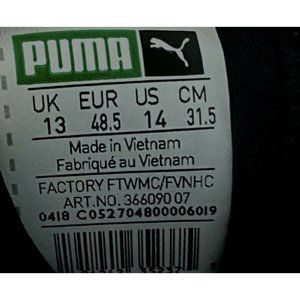 PUMA
UK EUR US CM
13 48.5 14 31.5
Made in Vietnam
Fabriqué au Vietnam
FACTORY FTWMC/FVNHC
ART.NO. 366090 07
0418 C052704800006019